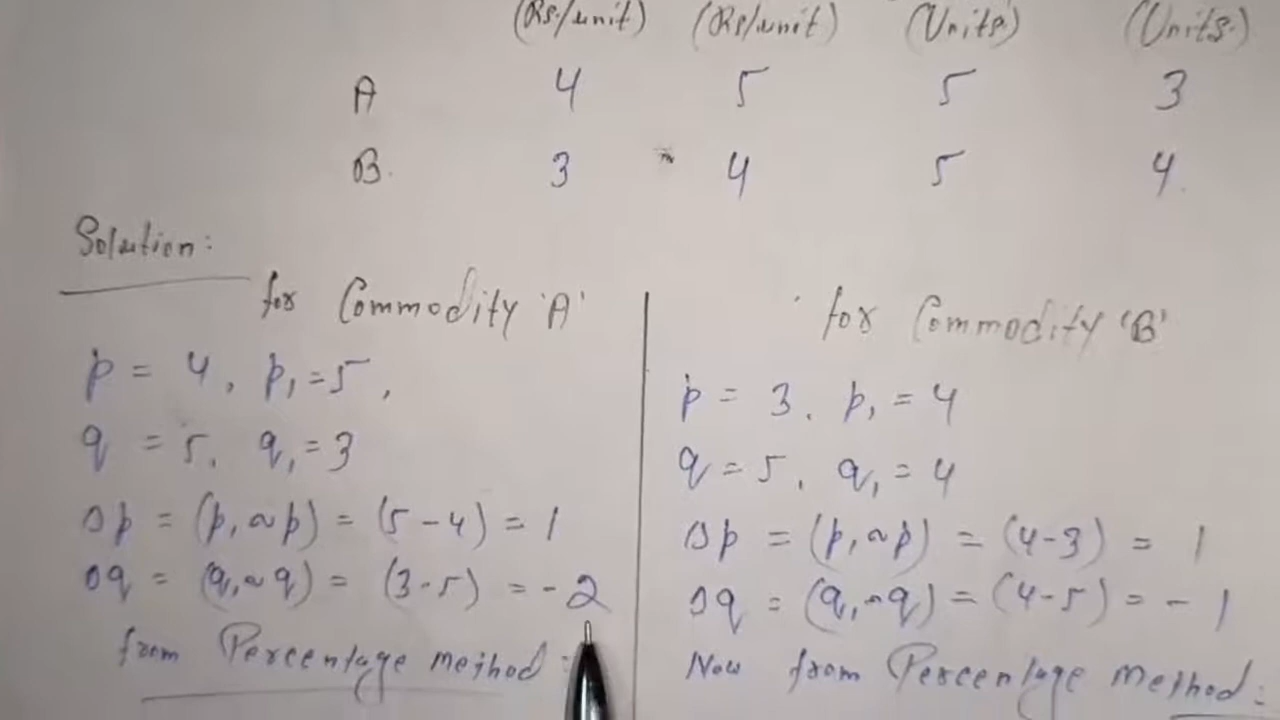 (Rs./unit) (Rs/unit) (Units) (Units.)
A 4 5 5 3
B. 3 4 5 4.
Solution:
for Commodity 'A'
p = 4, p₁ = 5,
q = 5, q₁ = 3
Δp = (p₁ ~ p) = (5 - 4) = 1
Δq = (q₁ ~ q) = (3 - 5) = - 2
from Percentage method:
for Commodity 'B'
p = 3, p₁ = 4
q = 5, q₁ = 4
Δp = (p₁ ~ p) = (4 - 3) = 1
Δq = (q₁ ~ q) = (4 - 5) = - 1
Now from Percentage Method: